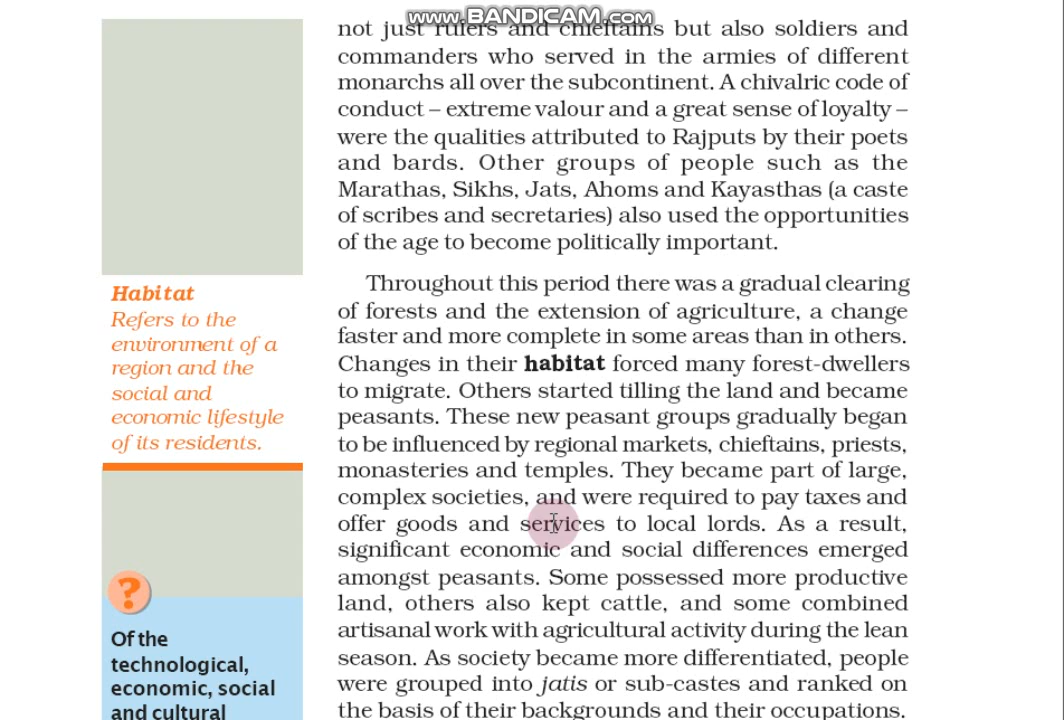 www.BANDICAM.com
not just rulers and chieftains but also soldiers and
commanders who served in the armies of different
monarchs all over the subcontinent. A chivalric code of
conduct – extreme valour and a great sense of loyalty –
were the qualities attributed to Rajputs by their poets
and bards. Other groups of people such as the
Marathas, Sikhs, Jats, Ahoms and Kayasthas (a caste
of scribes and secretaries) also used the opportunities
of the age to become politically important.
Throughout this period there was a gradual clearing
of forests and the extension of agriculture, a change
faster and more complete in some areas than in others.
Changes in their habitat forced many forest-dwellers
to migrate. Others started tilling the land and became
peasants. These new peasant groups gradually began
to be influenced by regional markets, chieftains, priests,
monasteries and temples. They became part of large,
complex societies, and were required to pay taxes and
offer goods and services to local lords. As a result,
significant economic and social differences emerged
amongst peasants. Some possessed more productive
land, others also kept cattle, and some combined
artisanal work with agricultural activity during the lean
season. As society became more differentiated, people
were grouped into jatis or sub-castes and ranked on
the basis of their backgrounds and their occupations.
Habitat
Refers to the
environment of a
region and the
social and
economic lifestyle
of its residents.
?
Of the
technological,
economic, social
and cultural